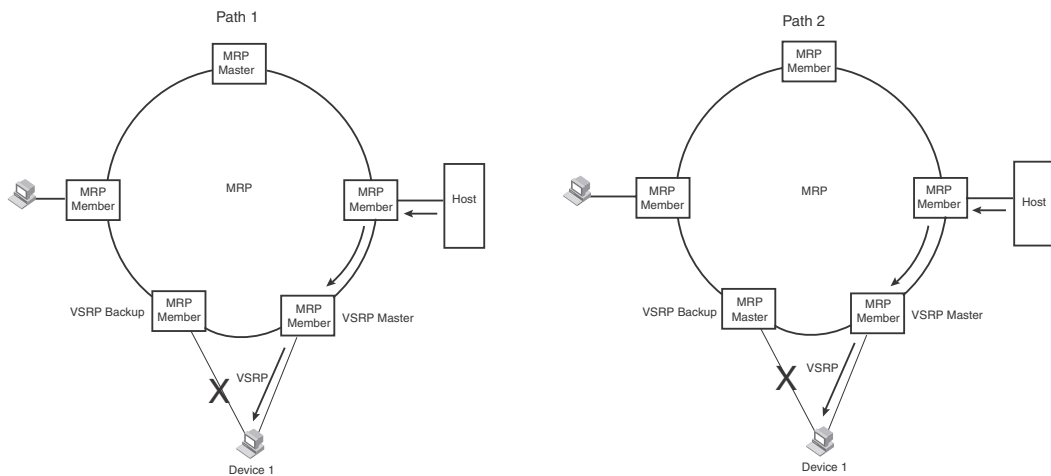 Path 1
MRP
Master
MRP
Member
MRP
MRP
Member
Host
VSRP Backup
MRP
Member
MRP
Member
VSRP Master
X
VSRP
Device 1
Path 2
MRP
Member
MRP
Member
MRP
MRP
Member
Host
VSRP Backup
MRP
Master
MRP
Member
VSRP Master
X
VSRP
Device 1